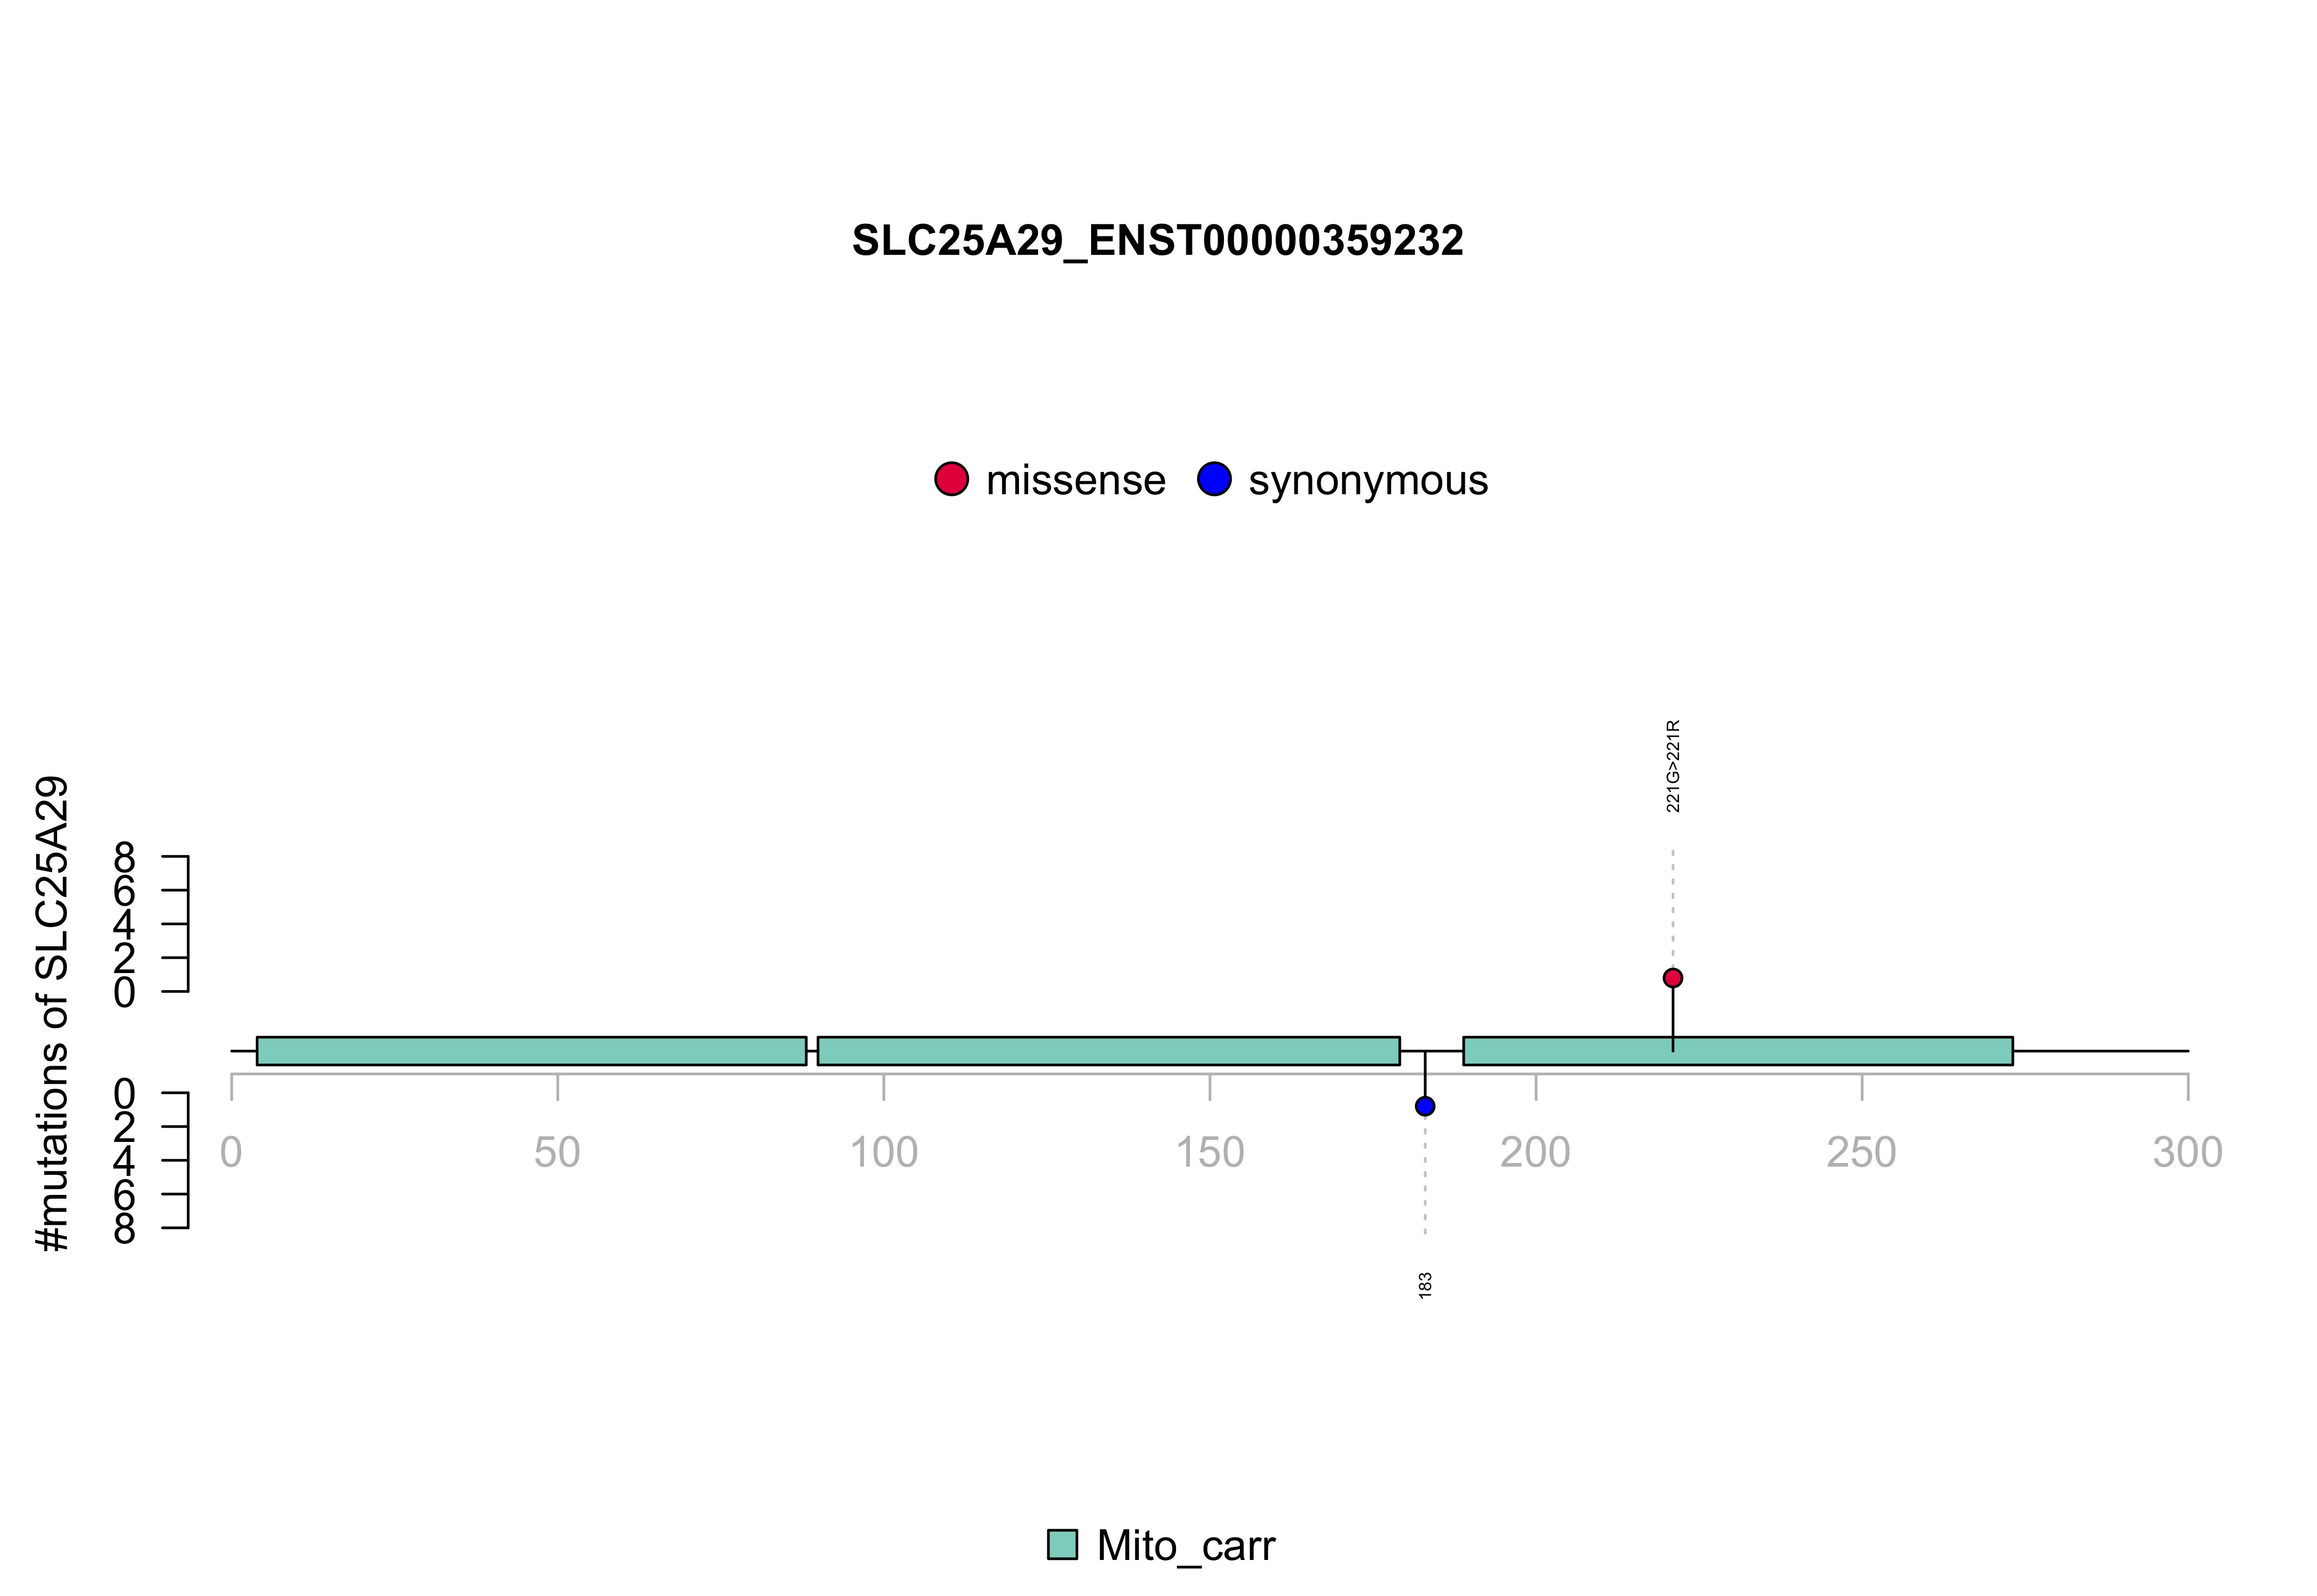 SLC25A29_ENST00000359232
missense synonymous
221G>221R
#mutations of SLC25A29
8
6
4
2
0
0
2
4
6
8
0 50 100 150 200 250 300
183
Mito_carr